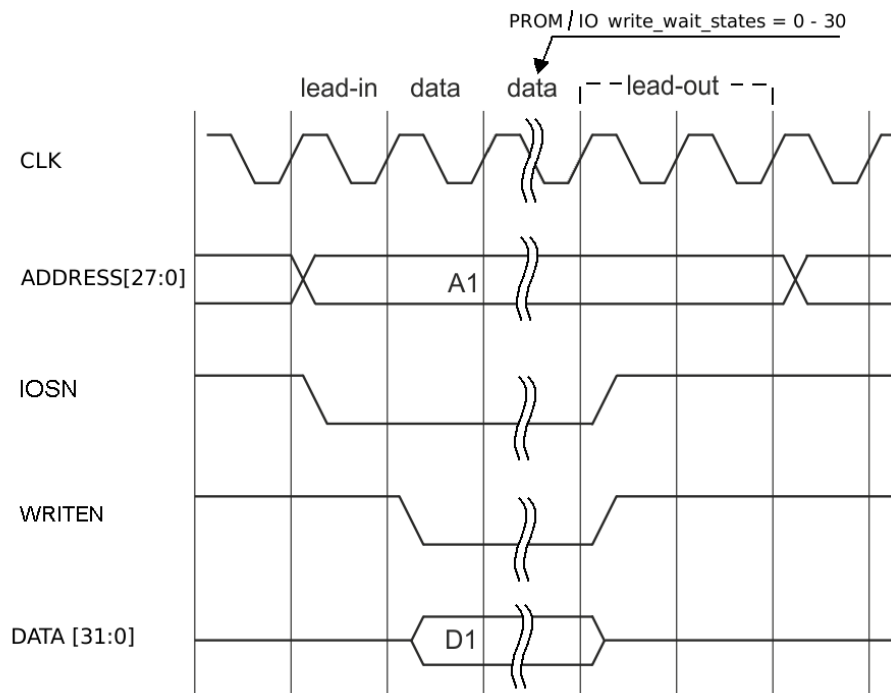 PROM / IO write_wait_states = 0 - 30
lead-in data data lead-out
CLK
ADDRESS[27:0] A1
IOSN
WRITEN
DATA [31:0] D1